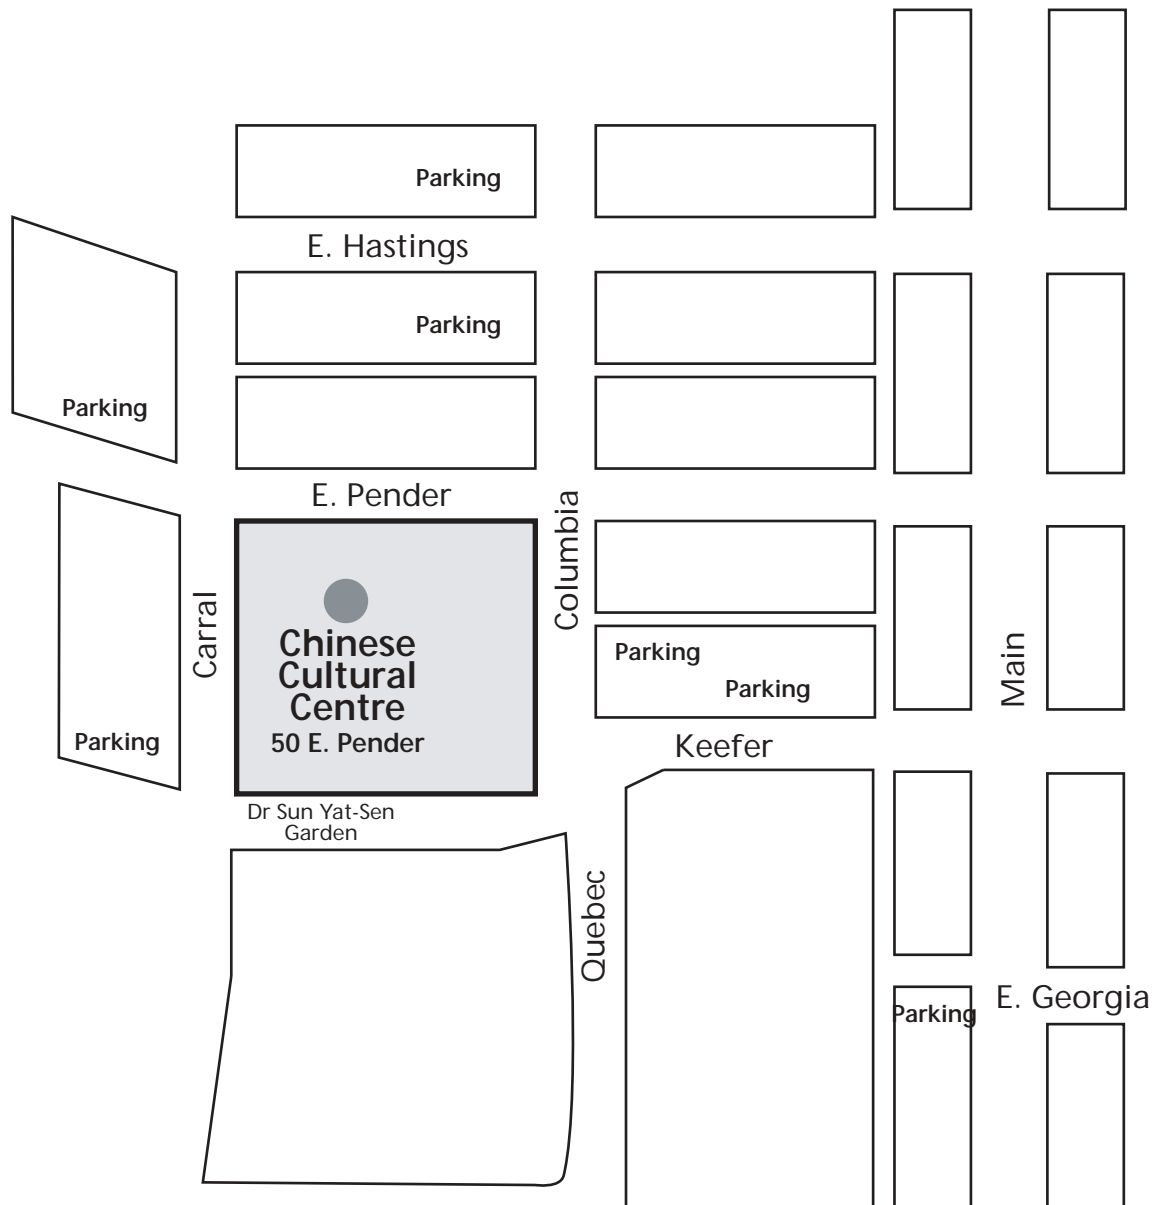 Parking
E. Hastings
Parking
Parking
E. Pender
Columbia
Carral
Chinese
Cultural
Centre
50 E. Pender
Parking
Parking
Main
Parking
Keefer
Dr Sun Yat-Sen
Garden
Quebec
E. Georgia
Parking